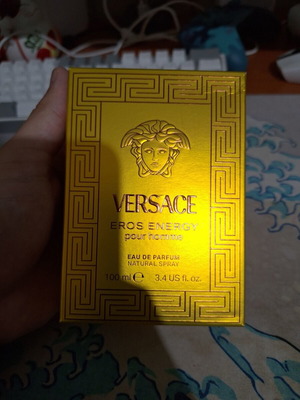 VERSACE
EROS ENERGY
pour homme
EAU DE PARFUM
NATURAL SPRAY
100 ml ℮ 3.4 US fl. oz.